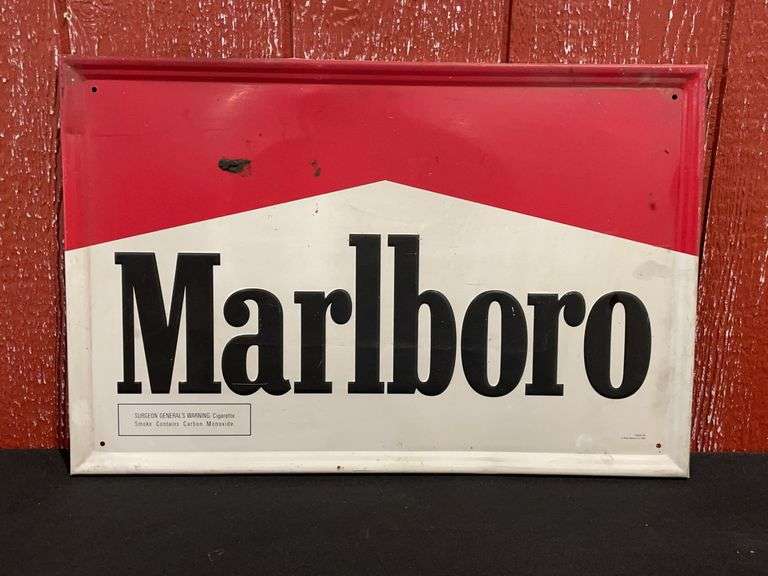 Marlboro
SURGEON GENERAL'S WARNING: Cigarette
Smoke Contains Carbon Monoxide.